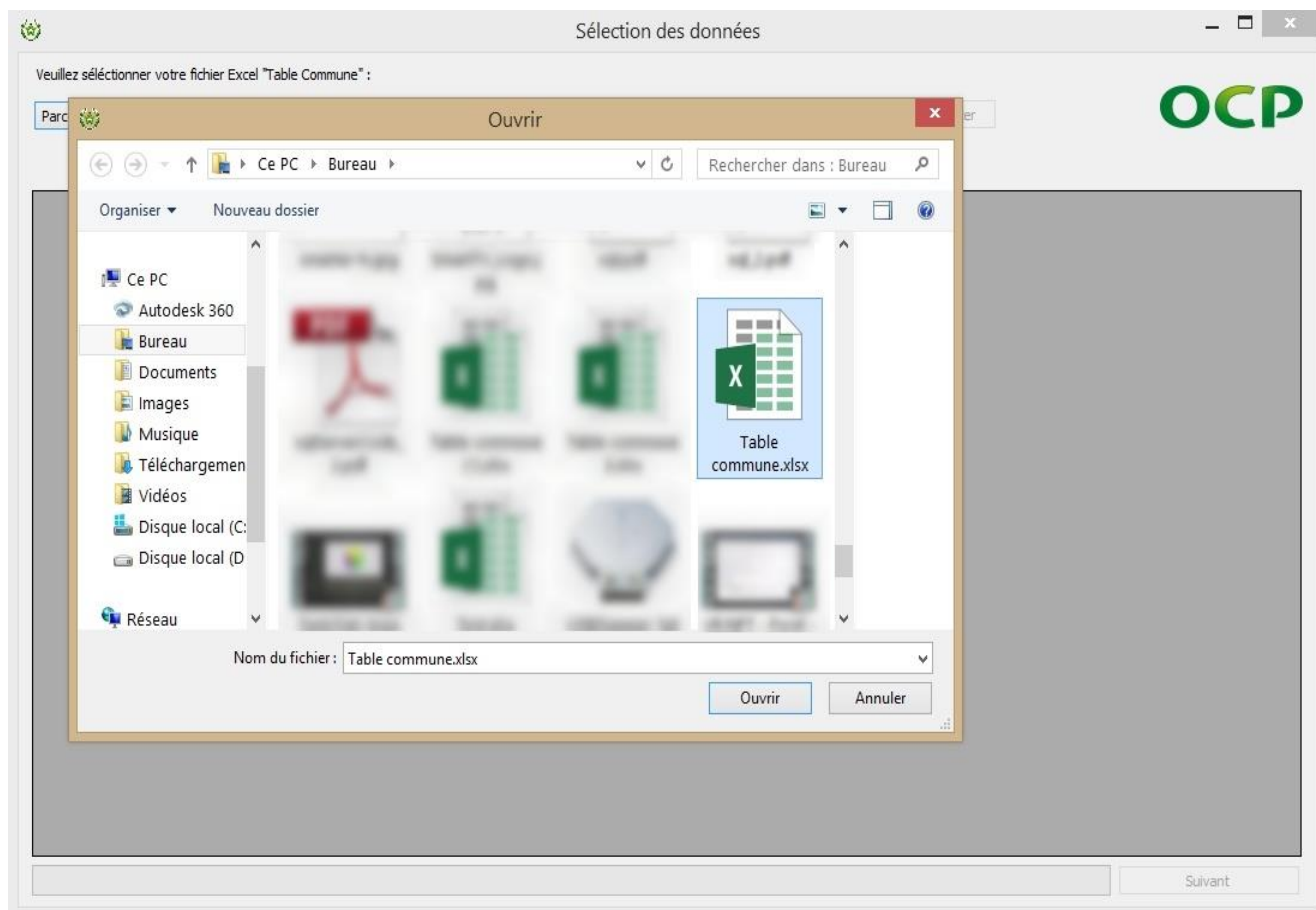 Sélection des données
Veuillez séléctionner votre fichier Excel "Table Commune" :
Parc
er
OCP
Ouvrir
Ce PC
Bureau
Rechercher dans : Bureau
Organiser
Nouveau dossier
Ce PC
Autodesk 360
Bureau
Documents
Images
Musique
Téléchargemen
Vidéos
Disque local (C:
Disque local (D
Réseau
PDF
X
Table
commune.xlsx
Nom du fichier : Table commune.xlsx
Ouvrir
Annuler
Suivant